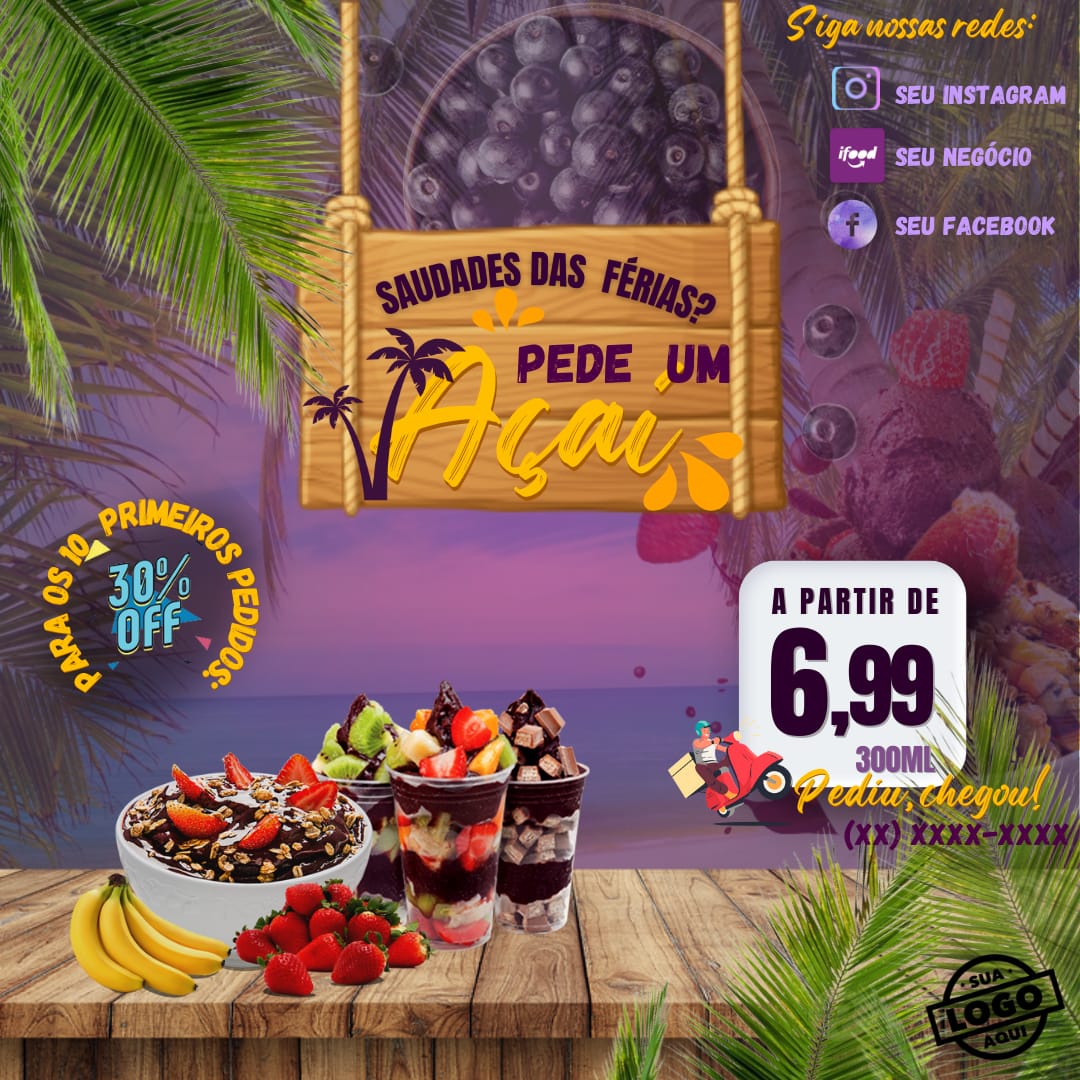 Siga nossas redes:
SEU INSTAGRAM
ifood
SEU NEGÓCIO
f
SEU FACEBOOK
SAUDADES DAS FÉRIAS?
PEDE UM
Açaí
PARA OS 10 PRIMEIROS PEDIDOS:
30%
OFF
A PARTIR DE
6,99
300ML
Pediu, chegou!
(XX) XXXX-XXXX
SUA
LOGO
AQUI